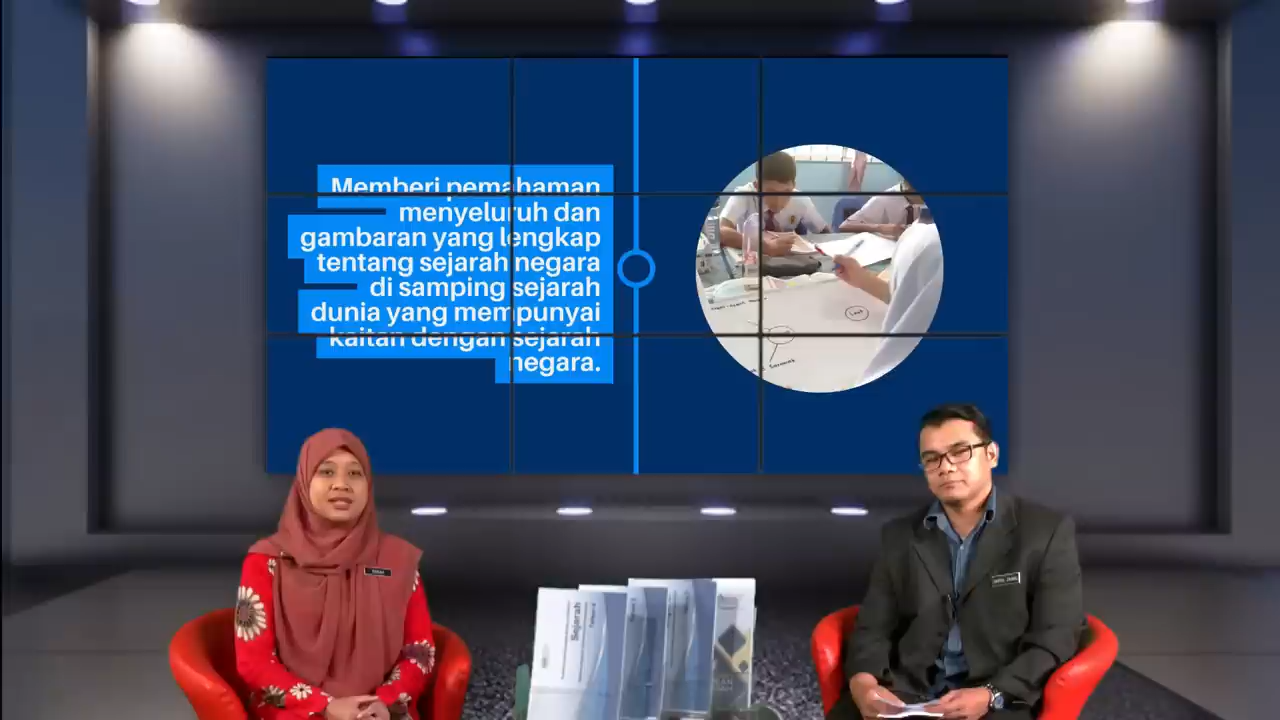 Memberi pemahaman
menyeluruh dan
gambaran yang lengkap
tentang sejarah negara
di samping sejarah
dunia yang mempunyai
kaitan dengan sejarah
negara.
Sejarah